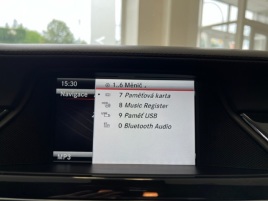 15:30
1..6 Měnič
Navigace
7 Paměťová karta
8 Music Register
9 Paměť USB
0 Bluetooth Audio
MP3